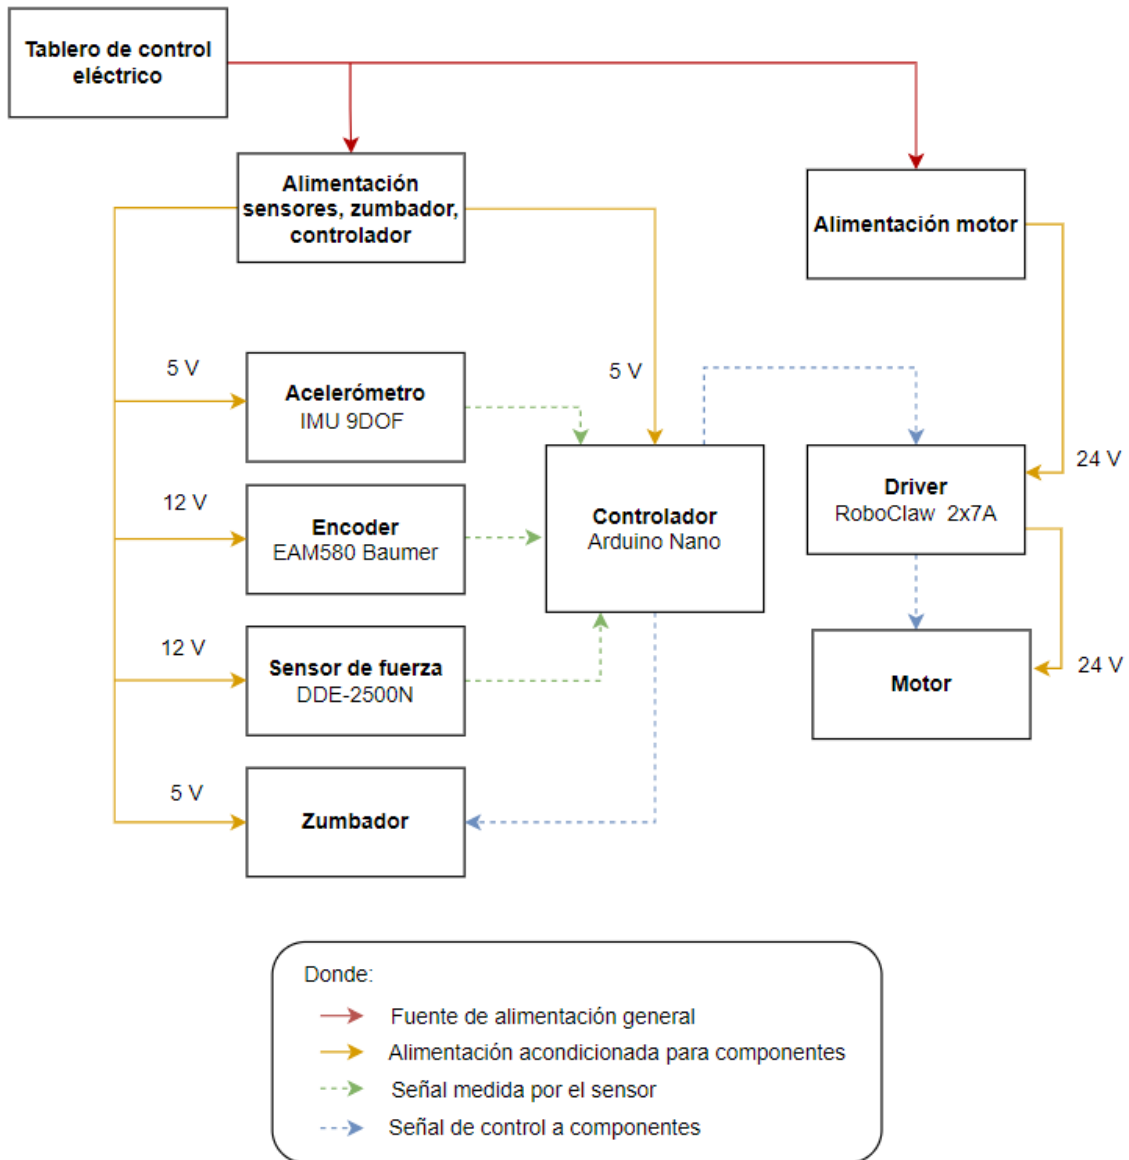 Tablero de control
eléctrico
Alimentación
sensores, zumbador,
controlador
Alimentación motor
5 V
Acelerómetro
IMU 9DOF
5 V
12 V
Encoder
EAM580 Baumer
Controlador
Arduino Nano
Driver
RoboClaw 2x7A
24 V
12 V
Sensor de fuerza
DDE-2500N
Motor
24 V
5 V
Zumbador
Donde:
Fuente de alimentación general
Alimentación acondicionada para componentes
Señal medida por el sensor
Señal de control a componentes